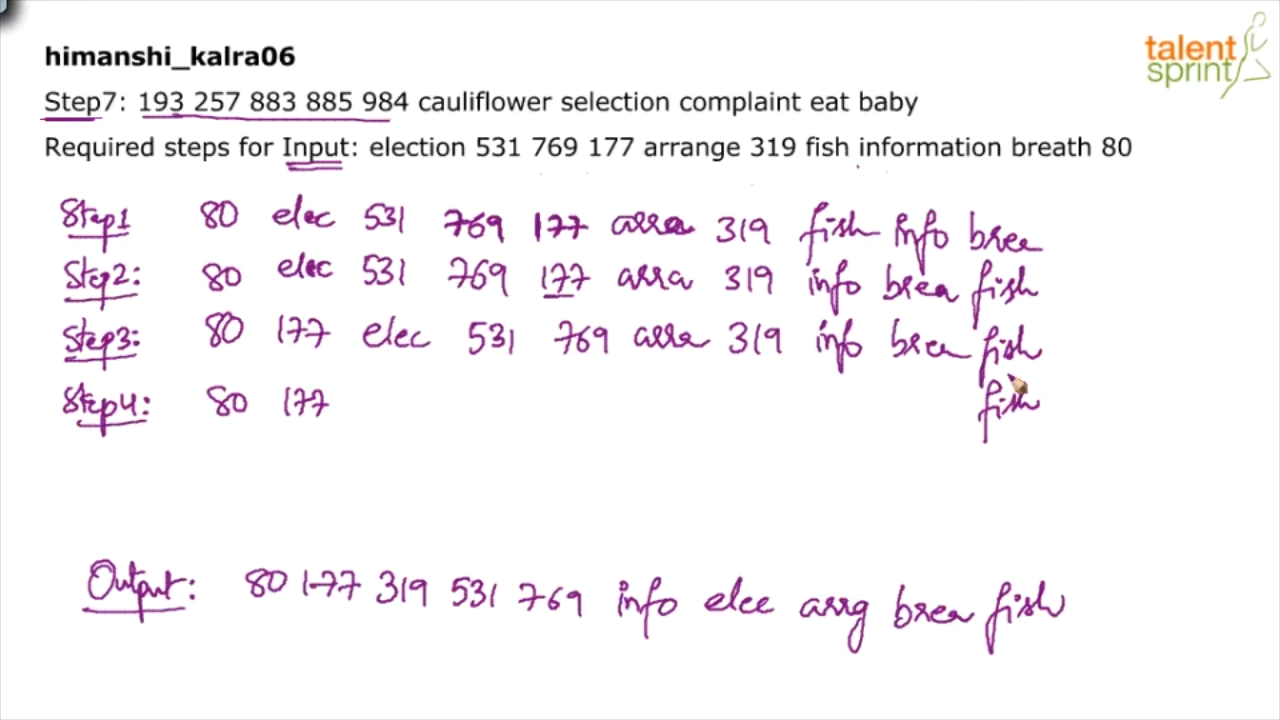 talent
sprint
himanshi_kalra06
Step7: 193 257 883 885 984 cauliflower selection complaint eat baby
Required steps for Input: election 531 769 177 arrange 319 fish information breath 80
Step1 80 elec 531 769 177 arra 319 fish info brea
Step2: 80 elec 531 769 177 arra 319 info brea fish
Step3: 80 177 elec 531 769 arra 319 info brea fish
Step4: 80 177 fish
Output: 80 177 319 531 769 info elec arrg brea fish